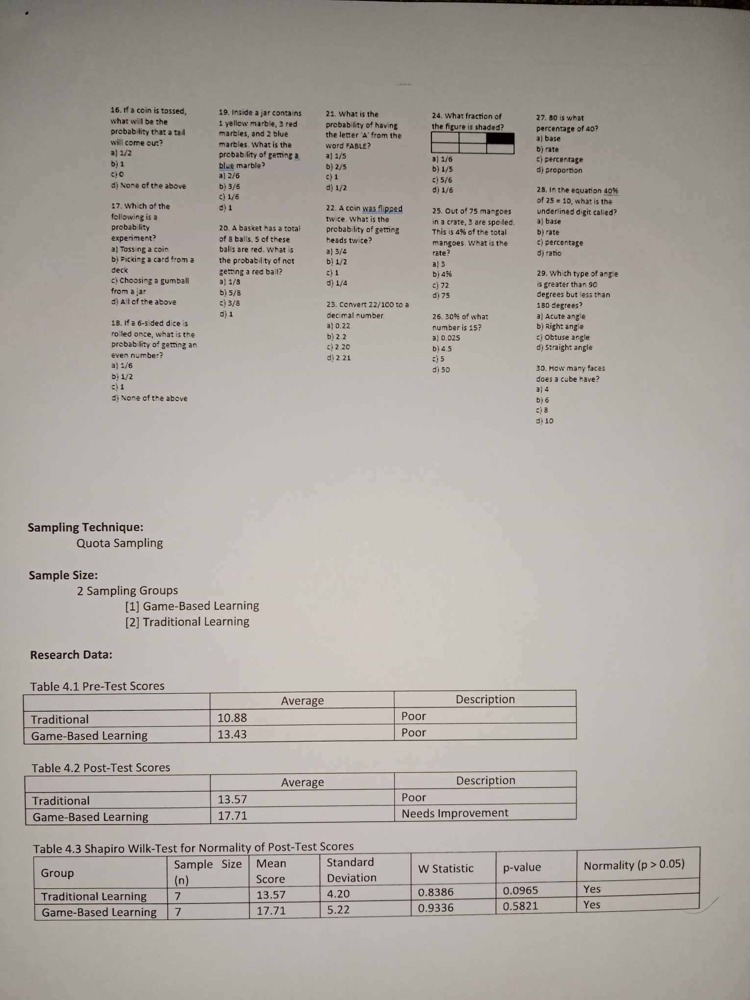 16. If a coin is tossed,
what will be the
probability that a tail
will come out?
a) 1/2
b) 1
c) 0
d) None of the above
17. Which of the
following is a
probability
experiment?
a) Tossing a coin
b) Picking a card from a
deck
c) Choosing a gumball
from a jar
d) All of the above
18. If a 6-sided dice is
rolled once, what is the
probability of getting an
even number?
a) 1/6
b) 1/2
c) 1
d) None of the above
19. Inside a jar contains
1 yellow marble, 3 red
marbles, and 2 blue
marbles. What is the
probability of getting a
blue marble?
a) 2/6
b) 3/6
c) 1/6
d) 1
20. A basket has a total
of 8 balls. 5 of these
balls are red. What is
the probability of not
getting a red ball?
a) 1/8
b) 5/8
c) 3/8
d) 1
21. What is the
probability of having
the letter 'A' from the
word FABLE?
a) 1/5
b) 2/5
c) 1
d) 1/2
22. A coin was flipped
twice. What is the
probability of getting
heads twice?
a) 3/4
b) 1/2
c) 1
d) 1/4
23. Convert 22/100 to a
decimal number.
a) 0.22
b) 2.2
c) 2.20
d) 2.21
24. What fraction of
the figure is shaded?
a) 1/6
b) 1/5
c) 5/6
d) 1/6
25. Out of 75 mangoes
in a crate, 3 are spoiled.
This is 4% of the total
mangoes. What is the
rate?
a) 3
b) 4%
c) 72
d) 75
26. 30% of what
number is 15?
a) 0.025
b) 4.5
c) 5
d) 50
27. 80 is what
percentage of 40?
a) base
b) rate
c) percentage
d) proportion
28. In the equation 40%
of 25 = 10, what is the
underlined digit called?
a) base
b) rate
c) percentage
d) ratio
29. Which type of angle
is greater than 90
degrees but less than
180 degrees?
a) Acute angle
b) Right angle
c) Obtuse angle
d) Straight angle
30. How many faces
does a cube have?
a) 4
b) 6
c) 8
d) 10
Sampling Technique:
Quota Sampling
Sample Size:
2 Sampling Groups
[1] Game-Based Learning
[2] Traditional Learning
Research Data:
Table 4.1 Pre-Test Scores
Average Description
Traditional 10.88 Poor
Game-Based Learning 13.43 Poor
Table 4.2 Post-Test Scores
Average Description
Traditional 13.57 Poor
Game-Based Learning 17.71 Needs Improvement
Table 4.3 Shapiro Wilk-Test for Normality of Post-Test Scores
Group Sample Size (n) Mean Score Standard Deviation W Statistic p-value Normality (p > 0.05)
Traditional Learning 7 13.57 4.20 0.8386 0.0965 Yes
Game-Based Learning 7 17.71 5.22 0.9336 0.5821 Yes